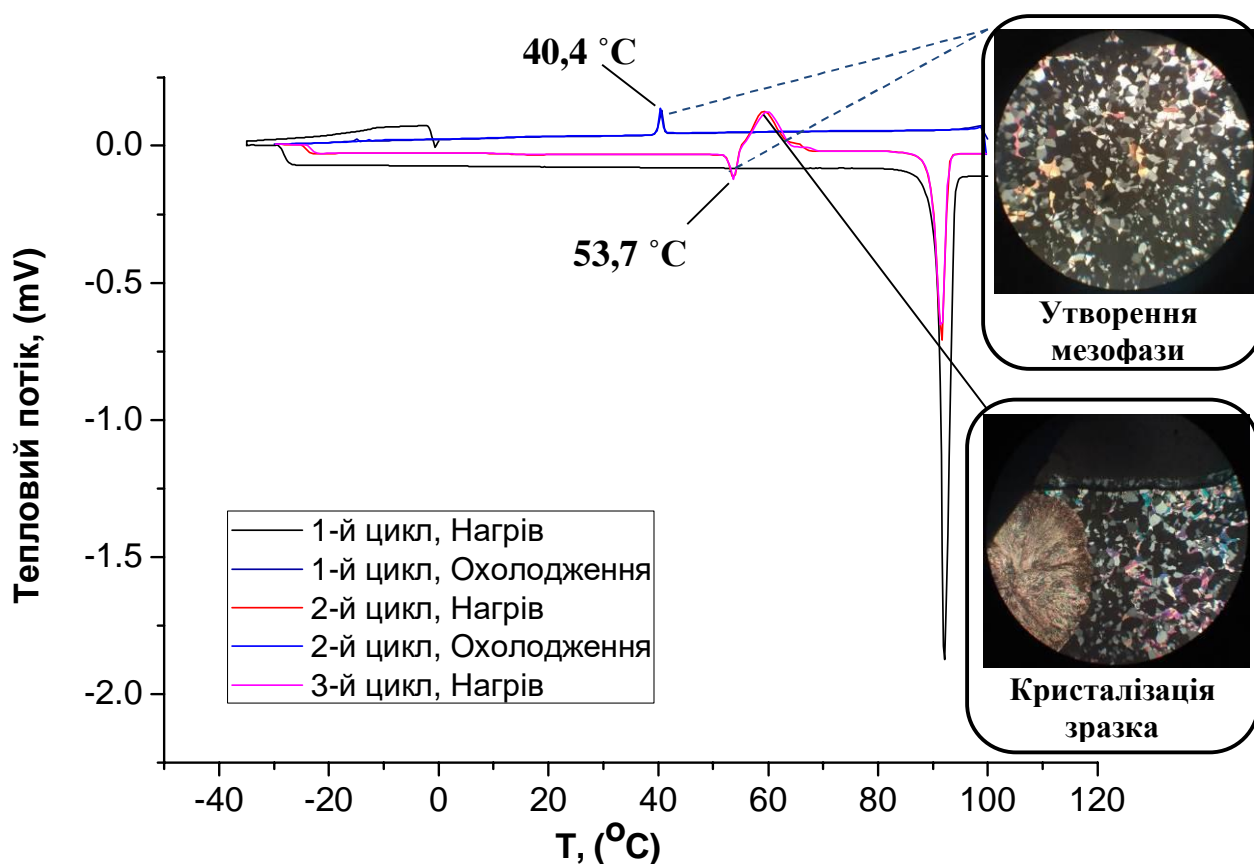 40,4 ˚C
53,7 ˚C
Утворення
мезофази
Кристалізація
зразка
Тепловий потік, (mV)
0.0
-0.5
-1.0
-1.5
-2.0
1-й цикл, Нагрів
1-й цикл, Охолодження
2-й цикл, Нагрів
2-й цикл, Охолодження
3-й цикл, Нагрів
-40 -20 0 20 40 60 80 100 120
T, (°C)